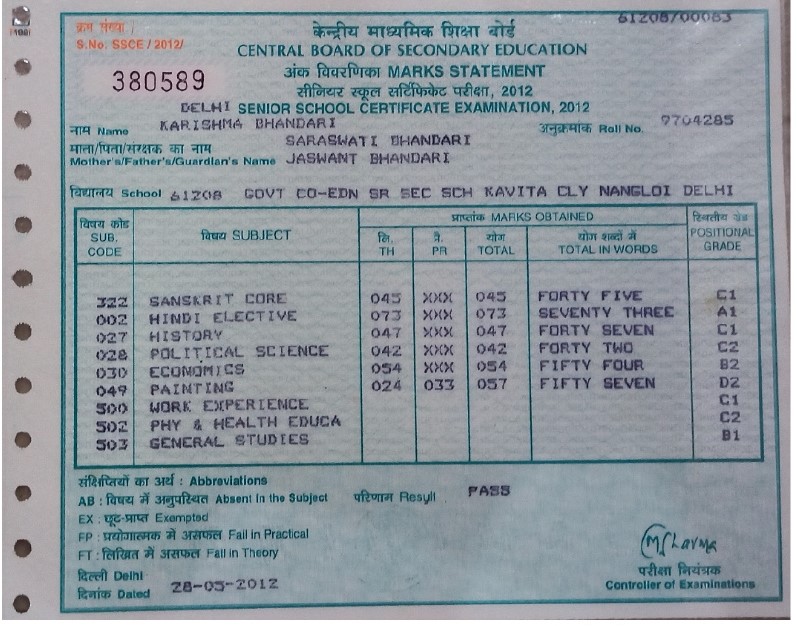 61208/00083
क्रम संख्या /
S.No. SSCE / 2012/
380589
केन्द्रीय माध्यमिक शिक्षा बोर्ड
CENTRAL BOARD OF SECONDARY EDUCATION
अंक विवरणिका MARKS STATEMENT
सीनियर स्कूल सर्टिफिकेट परीक्षा, 2012
DELHI SENIOR SCHOOL CERTIFICATE EXAMINATION, 2012
नाम Name KARISHMA BHANDARI अनुक्रमांक Roll No. 9704285
माता/पिता/संरक्षक का नाम SARASWATI BHANDARI
Mother's/Father's/Guardian's Name JASWANT BHANDARI
विद्यालय School 61208 GOVT CO-EDN SR SEC SCH KAVITA CLY NANGLOI DELHI
विषय कोड SUB. CODE विषय SUBJECT प्राप्तांक MARKS OBTAINED POSITIONAL GRADE
लि. TH प्रै. PR योग TOTAL योग शब्दों में TOTAL IN WORDS
322 SANSKRIT CORE 045 XXX 045 FORTY FIVE C1
002 HINDI ELECTIVE 073 XXX 073 SEVENTY THREE A1
027 HISTORY 047 XXX 047 FORTY SEVEN C1
028 POLITICAL SCIENCE 042 XXX 042 FORTY TWO C2
030 ECONOMICS 054 XXX 054 FIFTY FOUR B2
049 PAINTING 024 033 057 FIFTY SEVEN D2
500 WORK EXPERIENCE C1
502 PHY & HEALTH EDUCA C2
503 GENERAL STUDIES B1
संक्षिप्तियों का अर्थ : Abbreviations
AB : विषय में अनुपस्थित Absent in the Subject परिणाम Result PASS
EX : छूट-प्राप्त Exempted
FP : प्रयोगात्मक में असफल Fail in Practical
FT : लिखित में असफल Fail in Theory
दिल्ली Delhi
दिनांक Dated 28-05-2012
परीक्षा नियंत्रक
Controller of Examinations